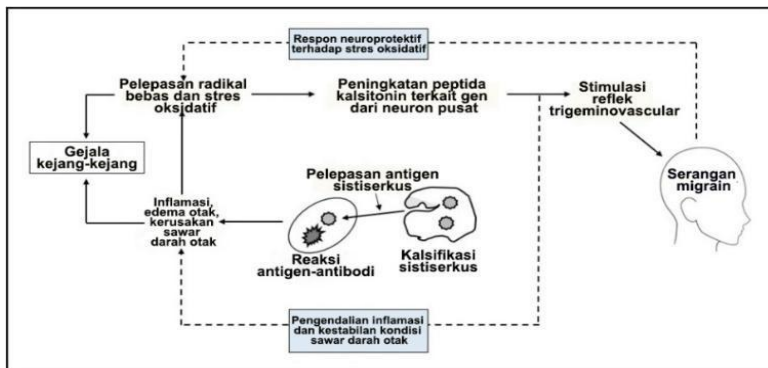 Respon neuroprotektif
terhadap stres oksidatif
Pelepasan radikal
bebas dan stres
oksidatif
Peningkatan peptida
kalsitonin terkait gen
dari neuron pusat
Stimulasi
reflek
trigeminovascular
Gejala
kejang-kejang
Serangan
migrain
Pelepasan antigen
sistiserkus
Inflamasi,
edema otak,
kerusakan
sawar
darah otak
Reaksi
antigen-antibodi
Kalsifikasi
sistiserkus
Pengendalian inflamasi
dan kestabilan kondisi
sawar darah otak